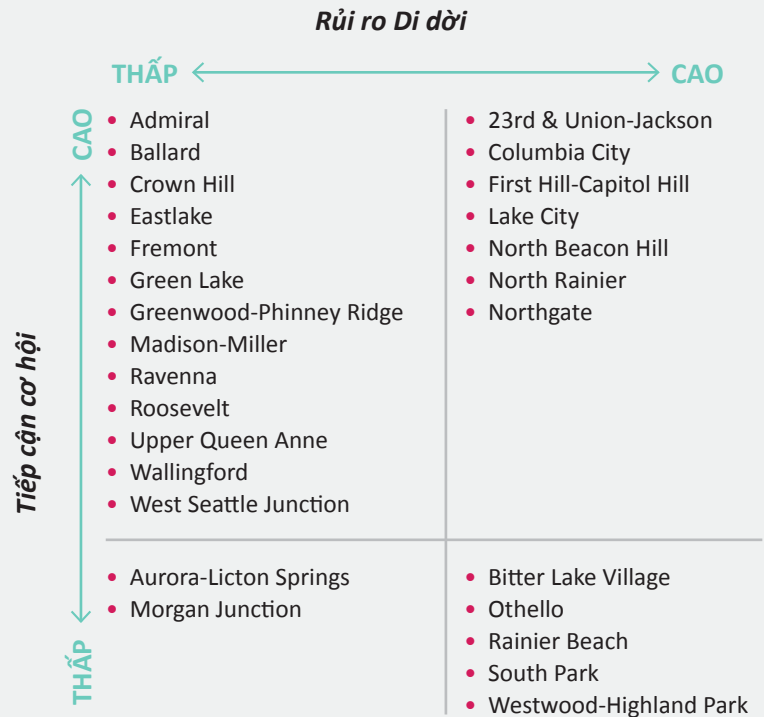 Rủi ro Di dời
THẤP
CAO
Tiếp cận cơ hội
CAO
THẤP
• Admiral
• Ballard
• Crown Hill
• Eastlake
• Fremont
• Green Lake
• Greenwood-Phinney Ridge
• Madison-Miller
• Ravenna
• Roosevelt
• Upper Queen Anne
• Wallingford
• West Seattle Junction
• 23rd & Union-Jackson
• Columbia City
• First Hill-Capitol Hill
• Lake City
• North Beacon Hill
• North Rainier
• Northgate
• Aurora-Licton Springs
• Morgan Junction
• Bitter Lake Village
• Othello
• Rainier Beach
• South Park
• Westwood-Highland Park